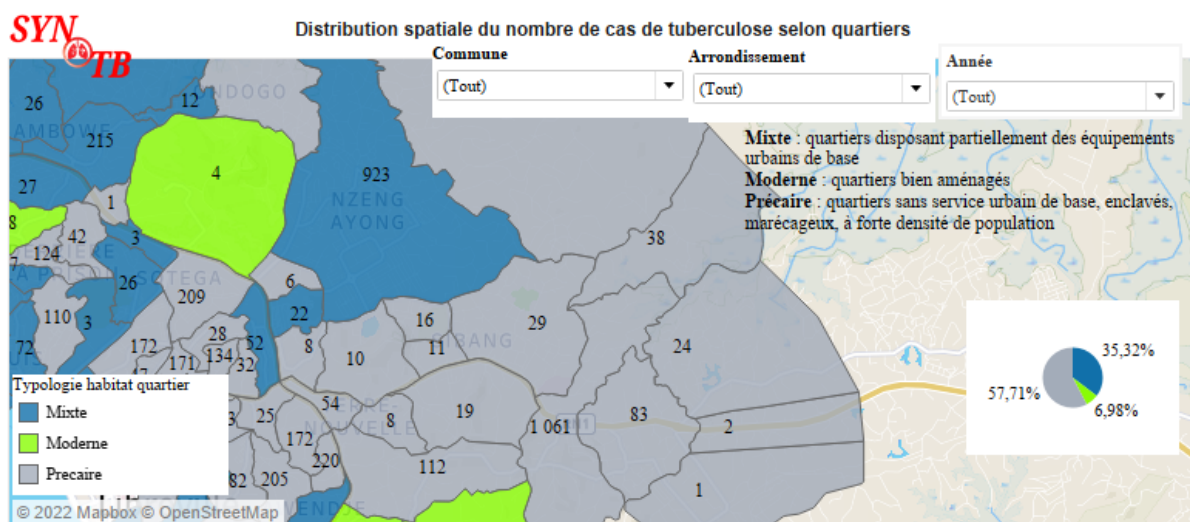 SYN
TB
Distribution spatiale du nombre de cas de tuberculose selon quartiers
Commune
(Tout)
Arrondissement
(Tout)
Année
(Tout)
Mixte : quartiers disposant partiellement des équipements
urbains de base
Moderne : quartiers bien aménagés
Précaire : quartiers sans service urbain de base, enclavés,
marécageux, à forte densité de population
26
12
215
4
923
NZENG
AYONG
27
1
8
42
3
38
124
26
6
209
22
110
3
16
29
28
52
8
72
172
134
10
11
24
171
32
SIBANG
35,32%
57,71%
6,98%
Typologie habitat quartier
Mixte
Moderne
Precaire
54
25
8
19
1 061
83
2
NOUVELLE
172
220
112
82
205
1
© 2022 Mapbox © OpenStreetMap